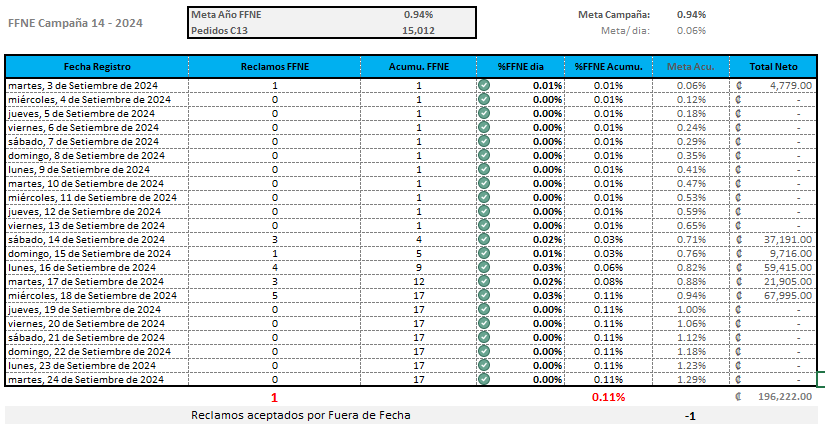 FFNE Campaña 14 - 2024
Meta Año FFNE 0.94%
Pedidos C13 15,012
Meta Campaña: 0.94%
Meta/dia: 0.06%
Fecha Registro Reclamos FFNE Acumu. FFNE %FFNE dia %FFNE Acumu. Meta Acu. Total Neto
martes, 3 de Setiembre de 2024 1 1 0.01% 0.01% 0.06% ₡ 4,779.00
miércoles, 4 de Setiembre de 2024 0 1 0.00% 0.01% 0.12% ₡ -
jueves, 5 de Setiembre de 2024 0 1 0.00% 0.01% 0.18% ₡ -
viernes, 6 de Setiembre de 2024 0 1 0.00% 0.01% 0.24% ₡ -
sábado, 7 de Setiembre de 2024 0 1 0.00% 0.01% 0.29% ₡ -
domingo, 8 de Setiembre de 2024 0 1 0.00% 0.01% 0.35% ₡ -
lunes, 9 de Setiembre de 2024 0 1 0.00% 0.01% 0.41% ₡ -
martes, 10 de Setiembre de 2024 0 1 0.00% 0.01% 0.47% ₡ -
miércoles, 11 de Setiembre de 2024 0 1 0.00% 0.01% 0.53% ₡ -
jueves, 12 de Setiembre de 2024 0 1 0.00% 0.01% 0.59% ₡ -
viernes, 13 de Setiembre de 2024 0 1 0.00% 0.01% 0.65% ₡ -
sábado, 14 de Setiembre de 2024 3 4 0.02% 0.03% 0.71% ₡ 37,191.00
domingo, 15 de Setiembre de 2024 1 5 0.01% 0.03% 0.76% ₡ 9,716.00
lunes, 16 de Setiembre de 2024 4 9 0.03% 0.06% 0.82% ₡ 59,415.00
martes, 17 de Setiembre de 2024 3 12 0.02% 0.08% 0.88% ₡ 21,905.00
miércoles, 18 de Setiembre de 2024 5 17 0.03% 0.11% 0.94% ₡ 67,995.00
jueves, 19 de Setiembre de 2024 0 17 0.00% 0.11% 1.00% ₡ -
viernes, 20 de Setiembre de 2024 0 17 0.00% 0.11% 1.06% ₡ -
sábado, 21 de Setiembre de 2024 0 17 0.00% 0.11% 1.12% ₡ -
domingo, 22 de Setiembre de 2024 0 17 0.00% 0.11% 1.18% ₡ -
lunes, 23 de Setiembre de 2024 0 17 0.00% 0.11% 1.23% ₡ -
martes, 24 de Setiembre de 2024 0 17 0.00% 0.11% 1.29% ₡ -
1 0.11% ₡ 196,222.00
Reclamos aceptados por Fuera de Fecha -1